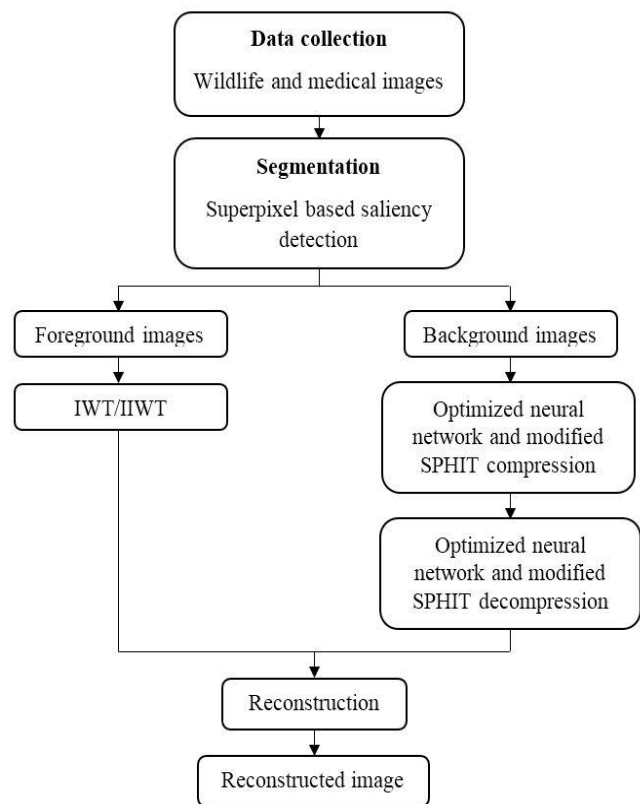 Data collection
Wildlife and medical images
Segmentation
Superpixel based saliency
detection
Foreground images
Background images
IWT/IIWT
Optimized neural
network and modified
SPHIT compression
Optimized neural
network and modified
SPHIT decompression
Reconstruction
Reconstructed image